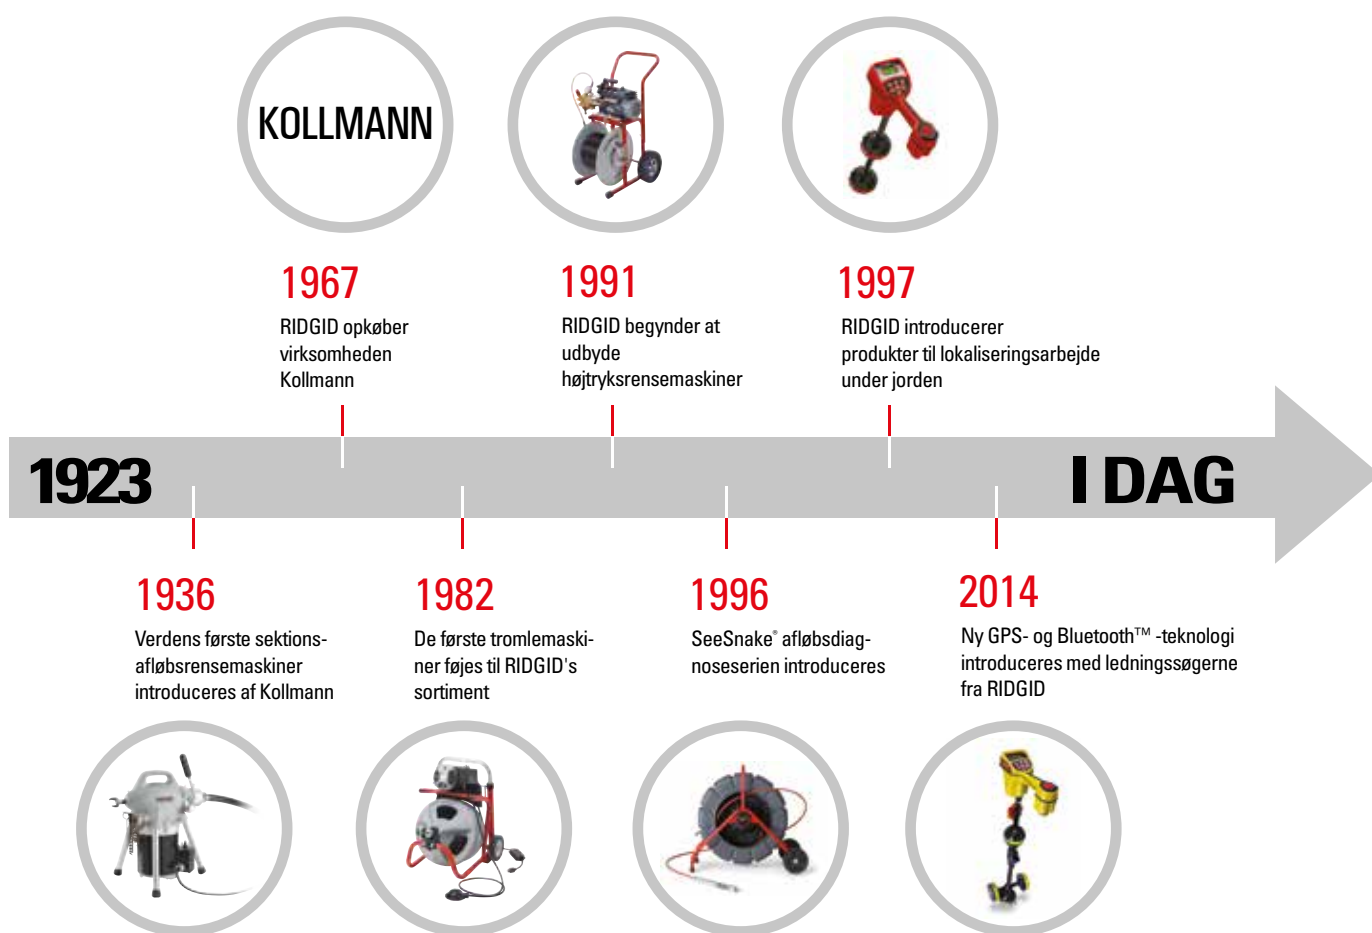 KOLLMANN
1967
RIDGID opkøber
virksomheden
Kollmann
1991
RIDGID begynder at
udbyde
højtryksrensemaskiner
1997
RIDGID introducerer
produkter til lokaliseringsarbejde
under jorden
1923
I DAG
1936
Verdens første sektions-
afløbsrensemaskiner
introduceres af Kollmann
1982
De første tromlemaski-
ner føjes til RIDGID's
sortiment
1996
SeeSnake® afløbsdiag-
noseserien introduceres
2014
Ny GPS- og Bluetooth™ -teknologi
introduceres med ledningssøgerne
fra RIDGID